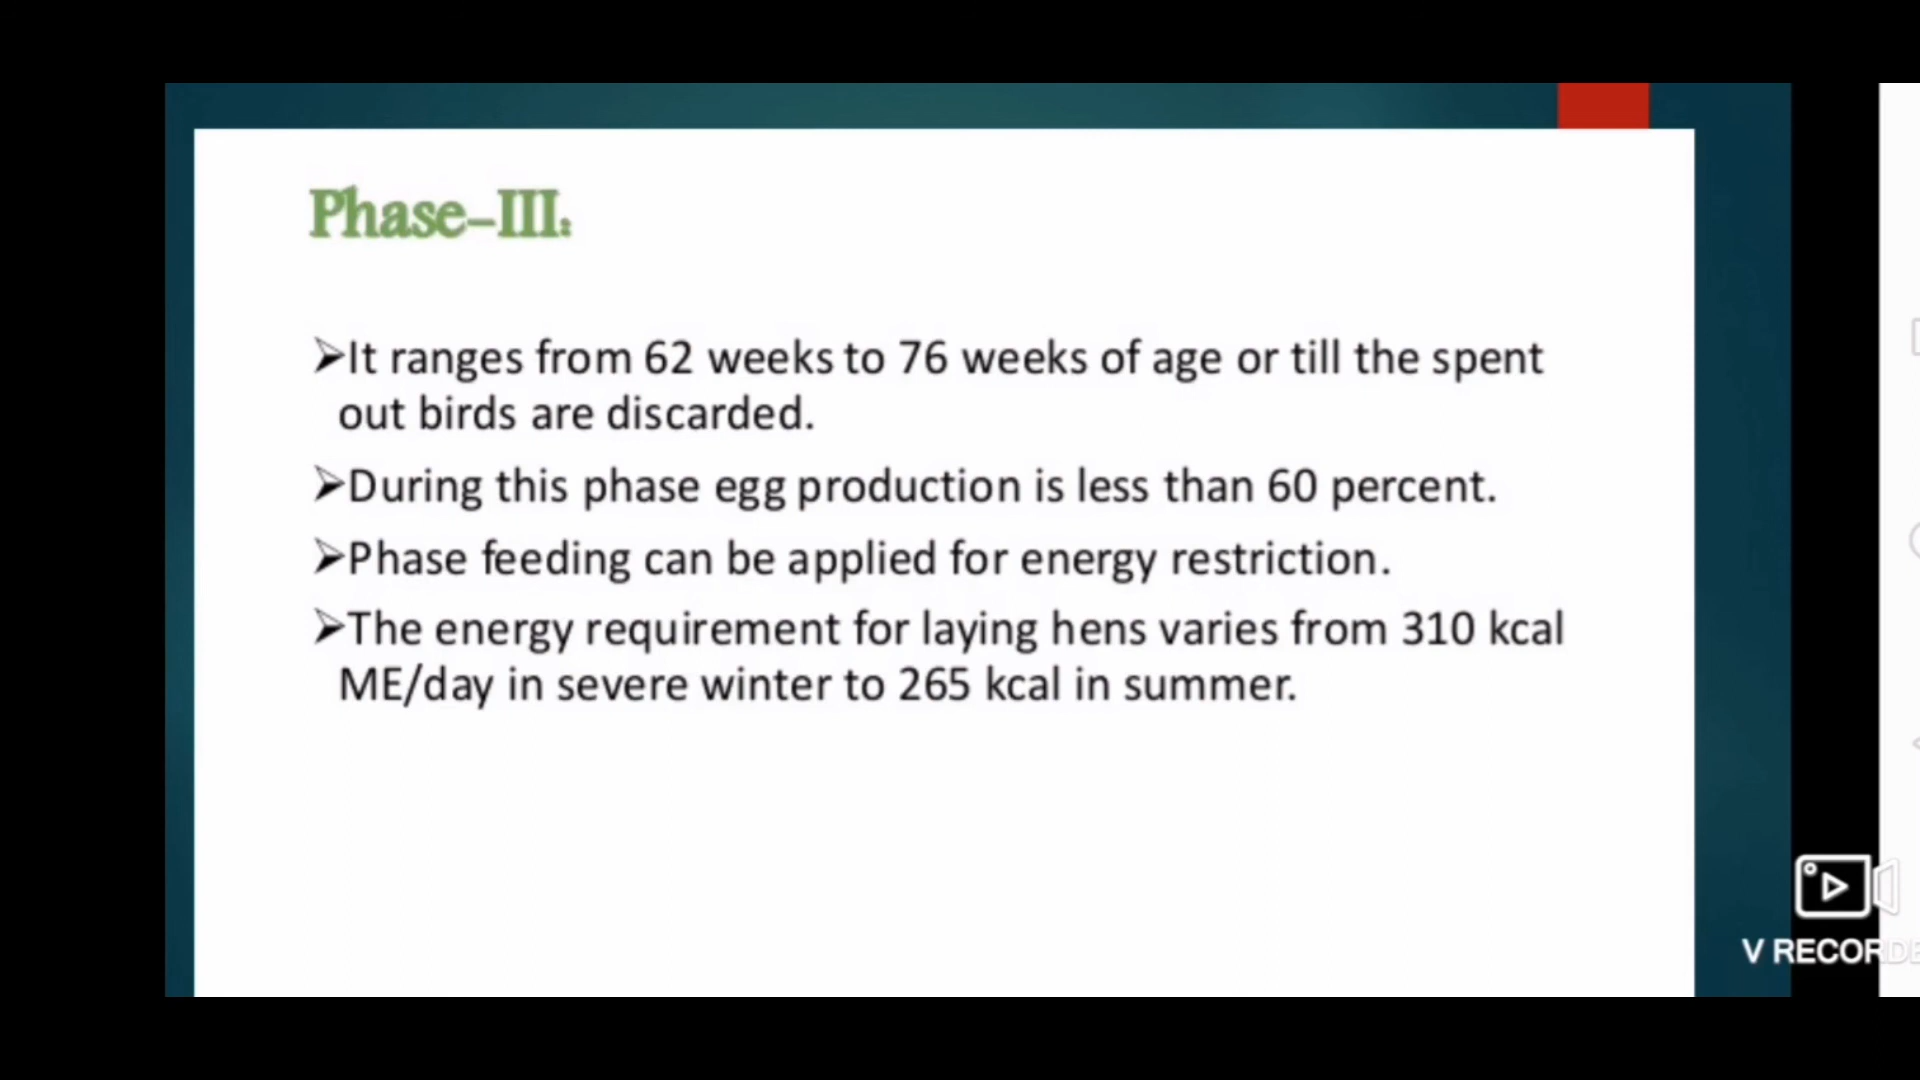 Phase-III:
➢It ranges from 62 weeks to 76 weeks of age or till the spent
out birds are discarded.
➢During this phase egg production is less than 60 percent.
➢Phase feeding can be applied for energy restriction.
➢The energy requirement for laying hens varies from 310 kcal
ME/day in severe winter to 265 kcal in summer.
V RECORDE